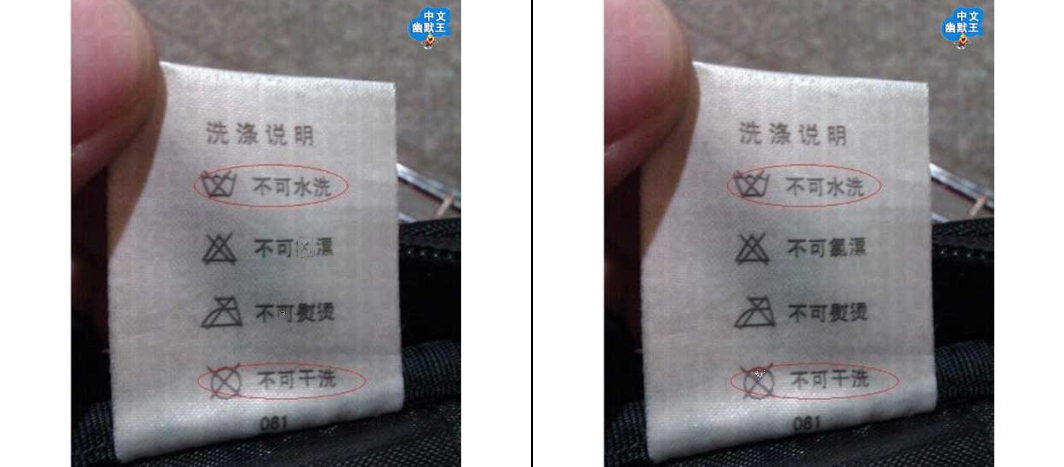 中文
幽默王
洗涤说明
不可水洗
不可 漂
不可熨烫
不可干洗
061
中文
幽默王
洗涤说明
不可水洗
不可氯漂
不可熨烫
不可干洗
061